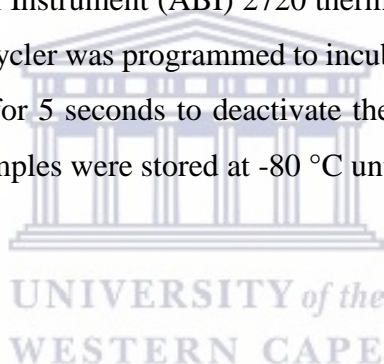 Instrument (ABI) 2720 therm
ycler was programmed to incub
for 5 seconds to deactivate the
mples were stored at -80 °C un
UNIVERSITY of the
WESTERN CAPE